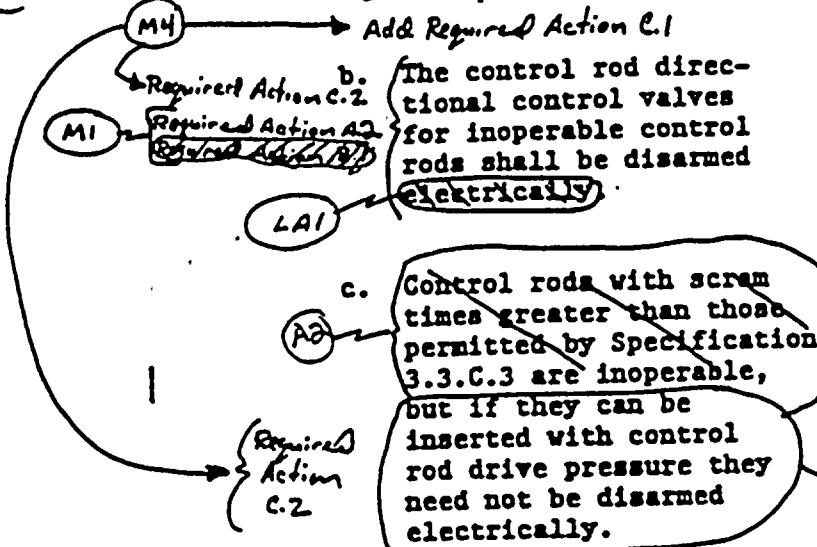 M4
Add Required Action C.1
Required Action C.2
M1
Required Action A.2
b. The control rod direc-
tional control valves
for inoperable control
rods shall be disarmed
electrically.
LA1
c. Control rods with scram
times greater than those
permitted by Specification
3.3.C.3 are inoperable,
A2
but if they can be
inserted with control
rod drive pressure they
need not be disarmed
electrically.
Required
Action
C.2